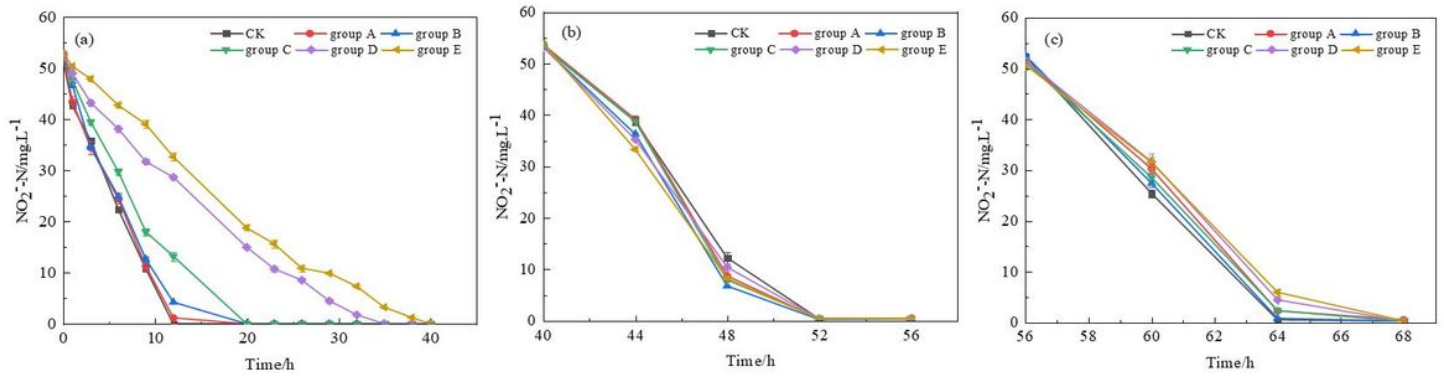 (a)
CK group A group B
group C group D group E
NO₂⁻-N/mg.L⁻¹
60
50
40
30
20
10
0
0 10 20 30 40
Time/h
(b)
CK group A group B
group C group D group E
NO₂⁻-N/mg.L⁻¹
60
50
40
30
20
10
0
40 44 48 52 56
Time/h
(c)
CK group A group B
group C group D group E
NO₂⁻-N/mg.L⁻¹
60
50
40
30
20
10
0
56 58 60 62 64 66 68
Time/h